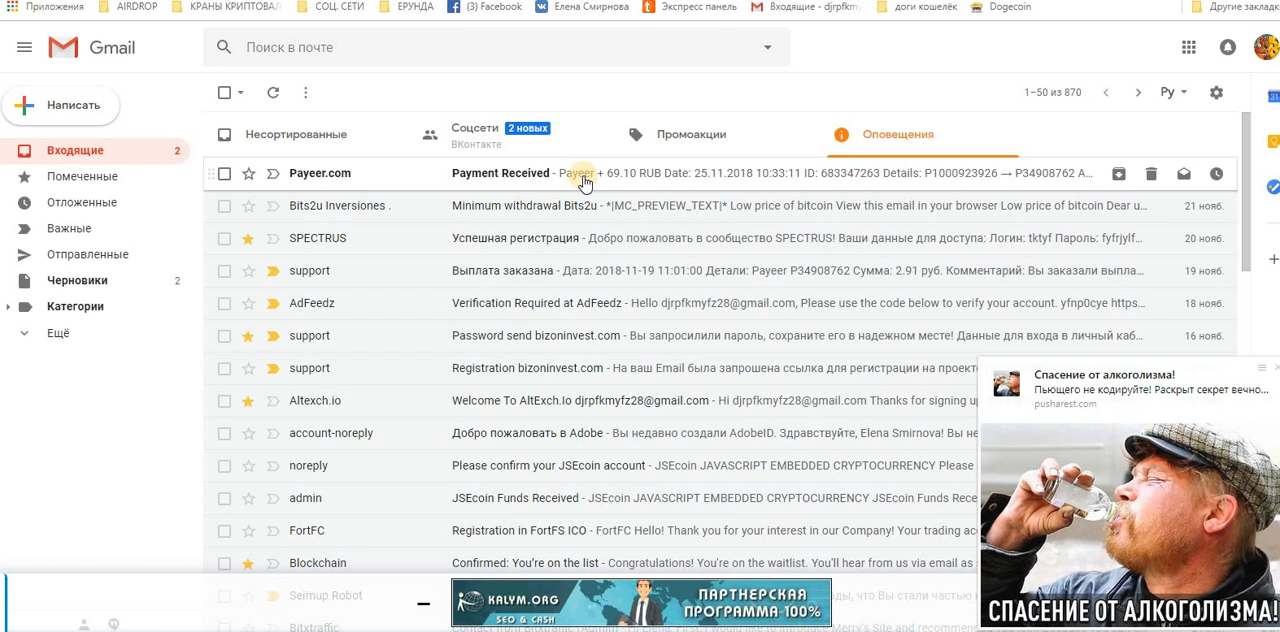 Приложения AIRDROP КРАНЫ КРИПТОВАЛ СОЦ. СЕТИ ЕРУНДА (3) Facebook Елена Смирнова Экспресс панель Входящие - djrpfkmy доги кошелёк Dogecoin Другие закладк
Gmail Поиск в почте
Написать 1–50 из 870 Ру
Несортированные Соцсети 2 новых ВКонтакте Промоакции Оповещения
Входящие 2
Помеченные
Отложенные
Важные
Отправленные
Черновики 2
Категории
Ещё
Payeer.com Payment Received - Payeer + 69.10 RUB Date: 25.11.2018 10:33:11 ID: 683347263 Details: P1000923926 → P34908762 A...
Bits2u Inversiones . Minimum withdrawal Bits2u - *|MC_PREVIEW_TEXT|* Low price of bitcoin View this email in your browser Low price of bitcoin Dear u... 21 нояб.
SPECTRUS Успешная регистрация - Добро пожаловать в сообщество SPECTRUS! Ваши данные для доступа: Логин: tktyf Пароль: fyfrjylf... 20 нояб.
support Выплата заказана - Дата: 2018-11-19 11:01:00 Детали: Payeer P34908762 Сумма: 2.91 руб. Комментарий: Вы заказали выпла... 19 нояб.
AdFeedz Verification Required at AdFeedz - Hello djrpfkmyfz28@gmail.com, Please use the code below to verify your account. yfnp0cye https... 18 нояб.
support Password send bizoninvest.com - Вы запросилили пароль, сохраните его в надежном месте! Данные для входа в личный каб... 16 нояб.
support Registration bizoninvest.com - На ваш Email была запрошена ссылка для регистрации на проект
Altexch.io Welcome To AltExch.Io djrpfkmyfz28@gmail.com - Hi djrpfkmyfz28@gmail.com Thanks for signing
account-noreply Добро пожаловать в Adobe - Вы недавно создали AdobeID. Здравствуйте, Elena Smirnova! Вы не
noreply Please confirm your JSEcoin account - JSEcoin JAVASCRIPT EMBEDDED CRYPTOCURRENCY Please
admin JSEcoin Funds Received - JSEcoin JAVASCRIPT EMBEDDED CRYPTOCURRENCY JSEcoin Funds Rece
FortFC Registration in FortFS ICO - FortFC Hello! Thank you for your interest in our Company! Your trading acc
Blockchain Confirmed: You're on the list - Congratulations! You're on the waitlist. You'll hear from us via email as
Seimup Robot что Вы стали частью
Bitxtraffic
Спасение от алкоголизма!
Пьющего не кодируйте! Раскрыт секрет вечно...
pusharest.com
СПАСЕНИЕ ОТ АЛКОГОЛИЗМА!
KALYM.ORG
SEO & CASH
ПАРТНЕРСКАЯ
ПРОГРАММА-100%